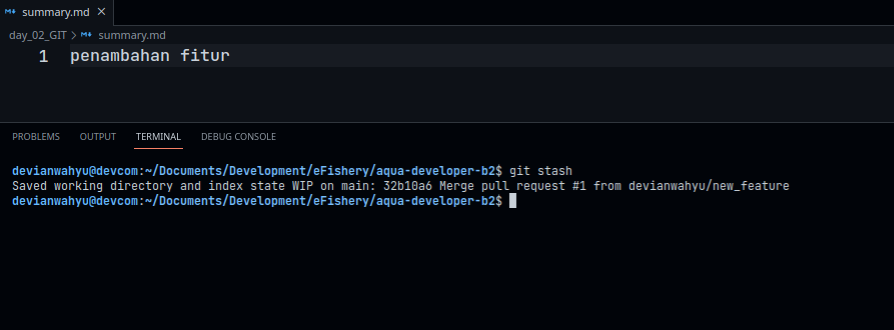 summary.md
day_02_GIT > summary.md
1 penambahan fitur
PROBLEMS OUTPUT TERMINAL DEBUG CONSOLE
devianwahyu@devcom:~/Documents/Development/eFishery/aqua-developer-b2$ git stash
Saved working directory and index state WIP on main: 32b10a6 Merge pull request #1 from devianwahyu/new_feature
devianwahyu@devcom:~/Documents/Development/eFishery/aqua-developer-b2$